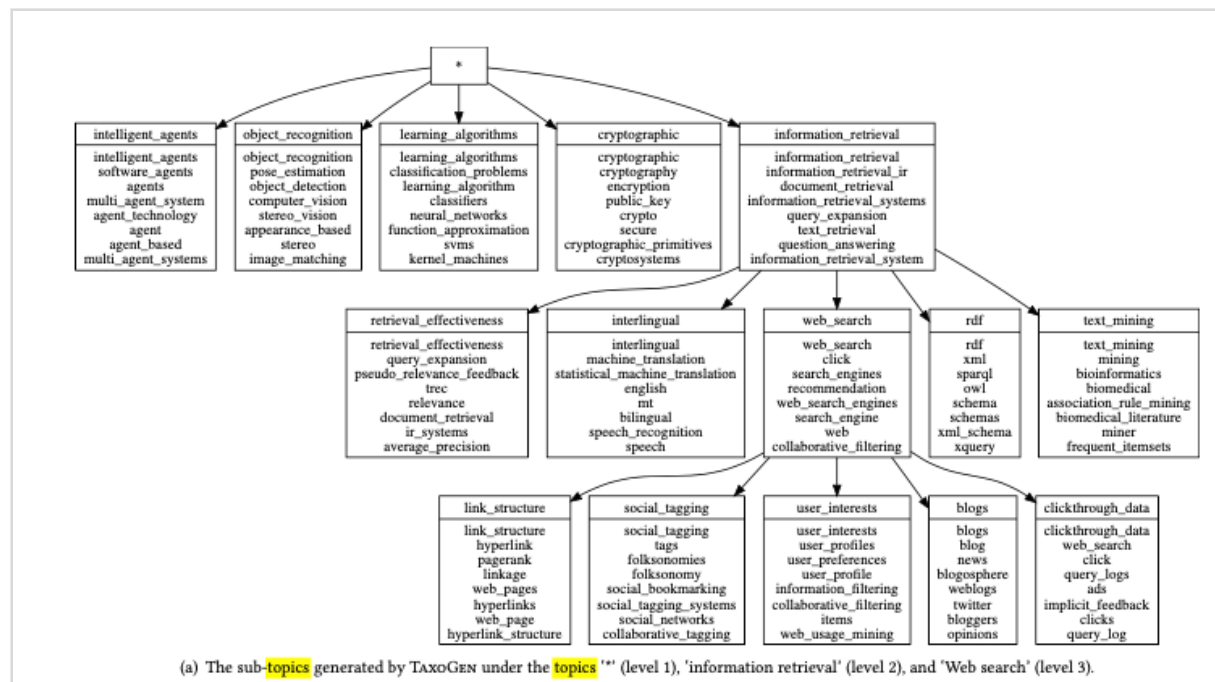 *
intelligent_agents
intelligent_agents
software_agents
agents
multi_agent_system
agent_technology
agent
agent_based
multi_agent_systems
object_recognition
object_recognition
pose_estimation
object_detection
computer_vision
stereo_vision
appearance_based
stereo
image_matching
learning_algorithms
learning_algorithms
classification_problems
learning_algorithm
classifiers
neural_networks
function_approximation
svms
kernel_machines
cryptographic
cryptographic
cryptography
encryption
public_key
crypto
secure
cryptographic_primitives
cryptosystems
information_retrieval
information_retrieval
information_retrieval_ir
document_retrieval
information_retrieval_systems
query_expansion
text_retrieval
question_answering
information_retrieval_system
retrieval_effectiveness
retrieval_effectiveness
query_expansion
pseudo_relevance_feedback
trec
relevance
document_retrieval
ir_systems
average_precision
interlingual
interlingual
machine_translation
statistical_machine_translation
english
mt
bilingual
speech_recognition
speech
web_search
web_search
click
search_engines
recommendation
web_search_engines
search_engine
web
collaborative_filtering
rdf
rdf
xml
sparql
owl
schema
schemas
xml_schema
xquery
text_mining
text_mining
mining
bioinformatics
biomedical
association_rule_mining
biomedical_literature
miner
frequent_itemsets
link_structure
link_structure
hyperlink
pagerank
linkage
web_pages
hyperlinks
web_page
hyperlink_structure
social_tagging
social_tagging
tags
folksonomies
folksonomy
social_bookmarking
social_tagging_systems
social_networks
collaborative_tagging
user_interests
user_interests
user_profiles
user_preferences
user_profile
information_filtering
collaborative_filtering
items
web_usage_mining
blogs
blogs
blog
news
blogosphere
weblogs
twitter
bloggers
opinions
clickthrough_data
clickthrough_data
web_search
click
query_logs
ads
implicit_feedback
clicks
query_log
(a) The sub-topics generated by TaxoGen under the topics '*' (level 1), 'information retrieval' (level 2), and 'Web search' (level 3).